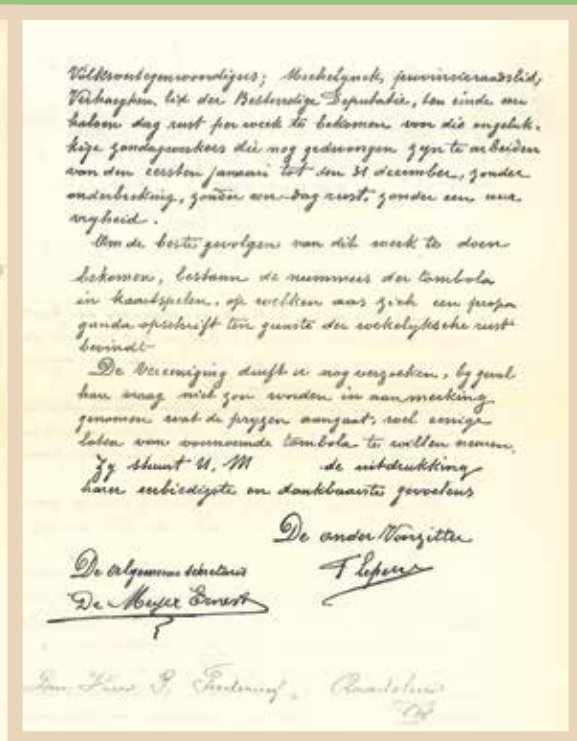 Volksvertegenwoordigers; Mechelynck, provincieraadslid,
Verhaeghen, lid der Bestendige Deputatie, ten einde een
halven dag rust per week te bekomen voor die ongeluk-
kige zondagwerkers die nog gedwongen zyn te arbeiden
van den eersten januari tot den 31 december, zonder
onderbreking, zonder een dag rust, zonder een uur
vryheid.
Om de beste gevolgen van dit werk te doen
bekomen, bestaan de nummers der tombola
in kaartspelen, op welken aas zich een propa
ganda opschrift ten gunste der wekelyksche rust
bevindt
De Vereeniging durft u nog verzoeken, by geval
hare vraag niet zou worden in aanmerking
genomen wat de pryzen aangaat, wel eenige
loten van voornoemde tombola te willen nemen.
Zy stuurt U, M de uitdrukking
harer eerbiedigste en dankbaarste gevoelens
De onder Voorzitter
De algemeene secretaris
De Meyer Ernest
Den Heer